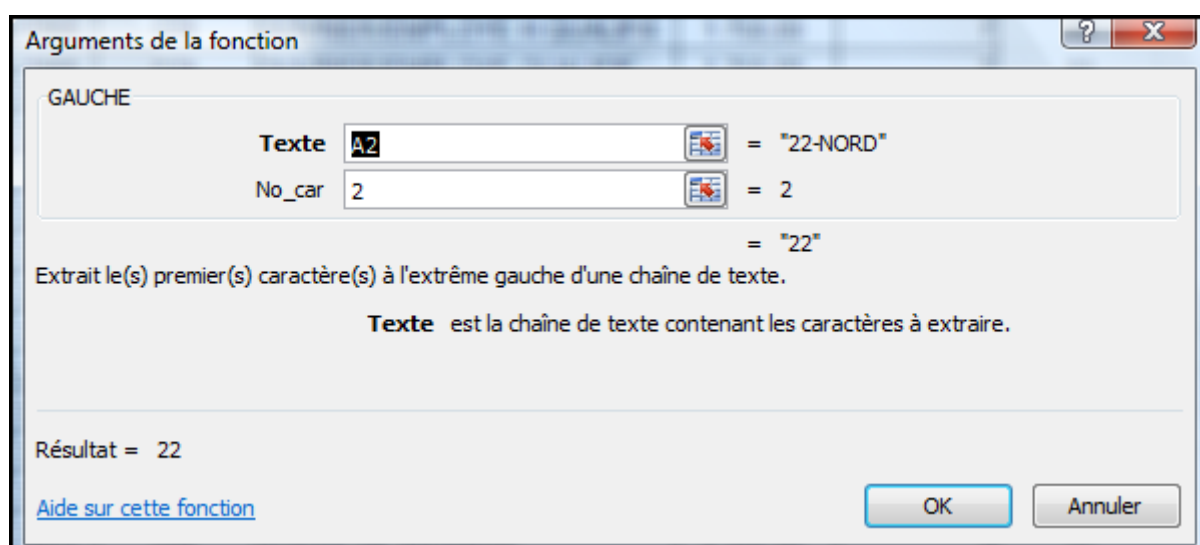 Arguments de la fonction
GAUCHE
Texte A2 = "22-NORD"
No_car 2 = 2
= "22"
Extrait le(s) premier(s) caractère(s) à l'extrême gauche d'une chaîne de texte.
Texte est la chaîne de texte contenant les caractères à extraire.
Résultat = 22
Aide sur cette fonction OK Annuler